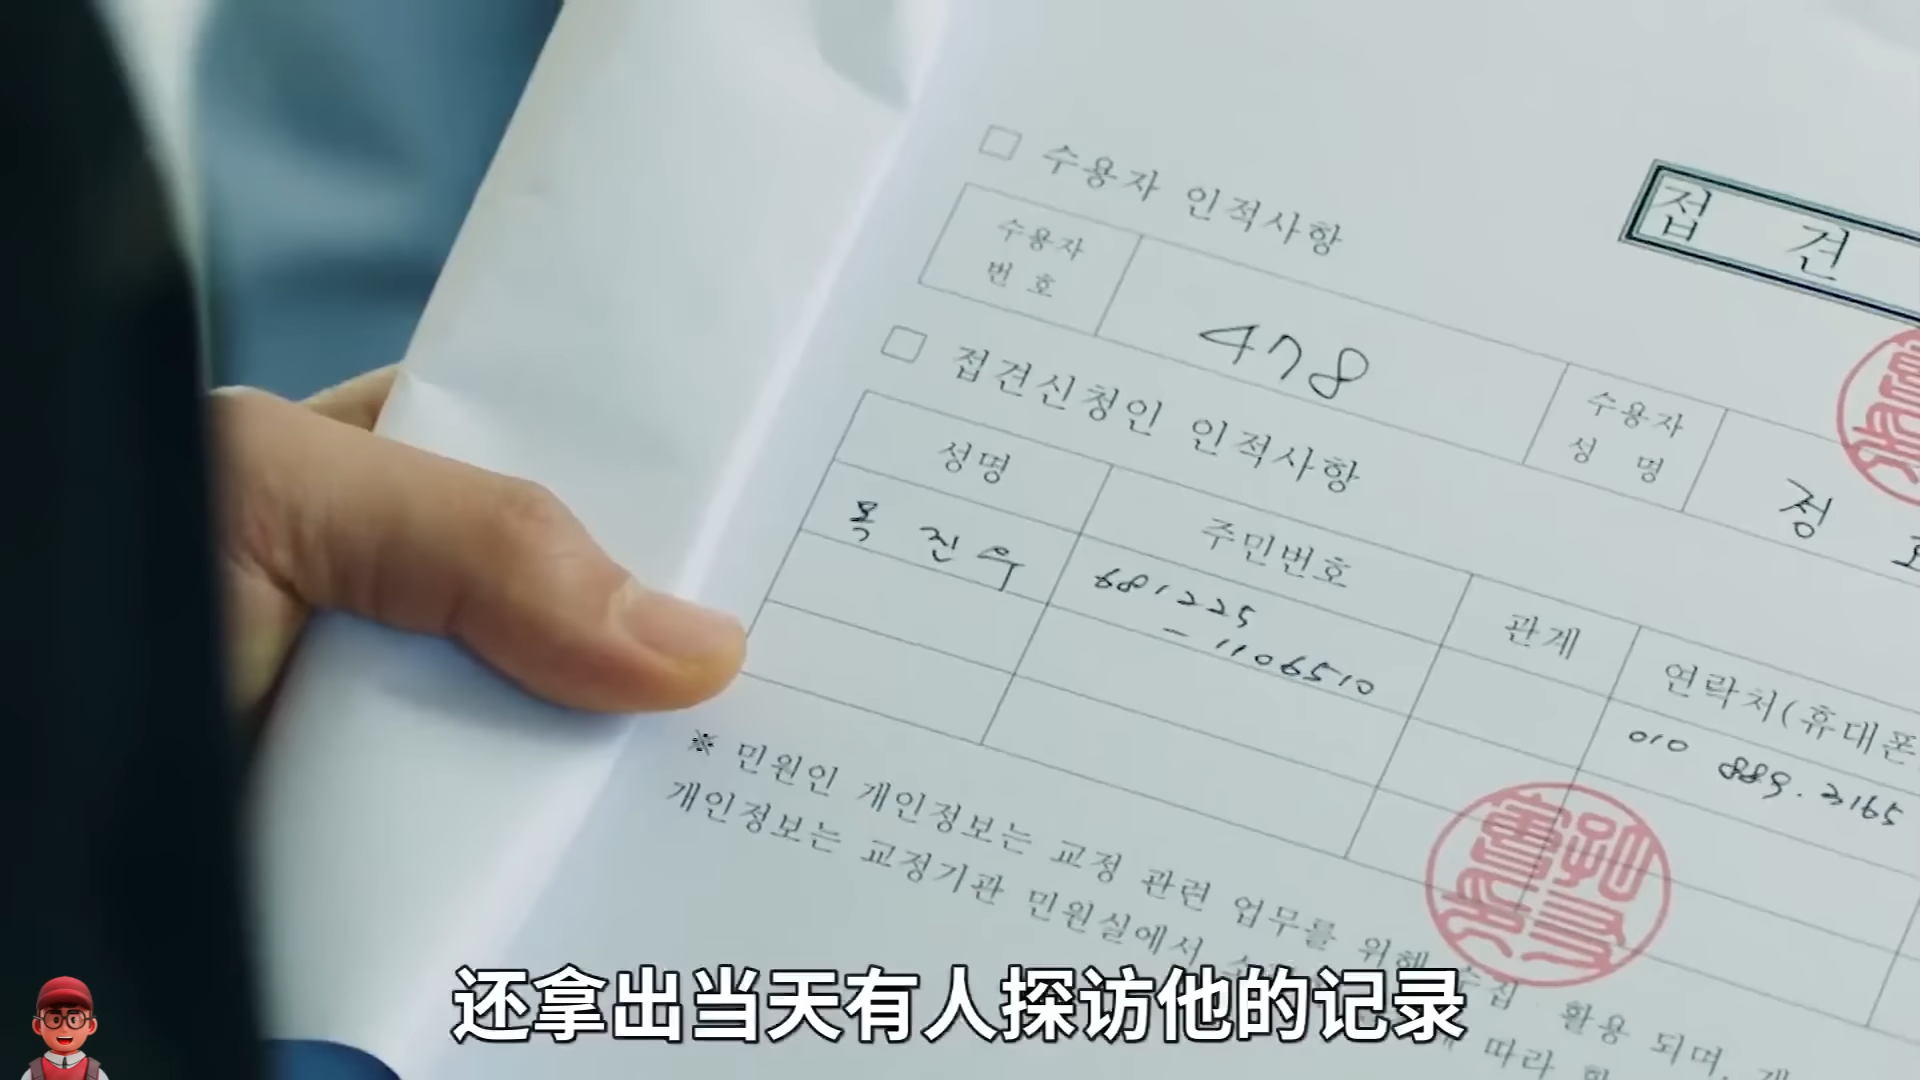 접 견
□ 수용자 인적사항
수용자 번 호
478
수용자 성 명
정
□ 접견신청인 인적사항
성명
주민번호
관계
연락처(휴대폰
목 진우
681225
- 1106510
010 889. 3165
※ 민원인 개인정보는 교정 관련 업무를 위해 수집 활용 되며,
개인정보는 교정기관 민원실에서
따라
还拿出当天有人探访他的记录